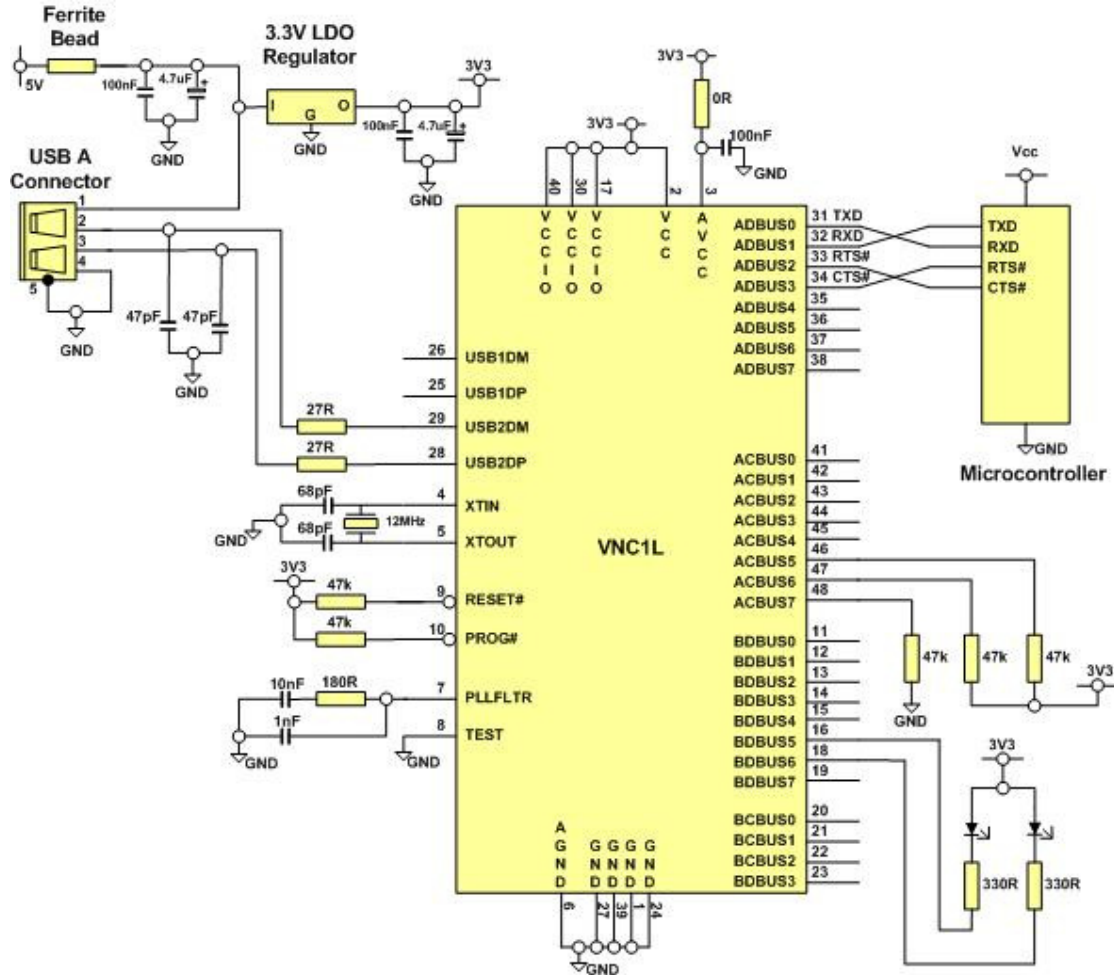 Ferrite
Bead
5V
100nF
4.7uF
+
GND
3.3V LDO
Regulator
I
G
O
GND
3V3
100nF
4.7uF
+
GND
USB A
Connector
1
2
3
4
5
GND
47pF
47pF
GND
3V3
0R
100nF
GND
3V3
40
30
17
2
3
VCCIO
VCCIO
VCCIO
VCC
AVCC
26
USB1DM
25
USB1DP
27R
29
USB2DM
27R
28
USB2DP
68pF
4
XTIN
12MHz
68pF
5
XTOUT
GND
3V3
47k
9
RESET#
47k
10
PROG#
10nF
180R
7
PLLFLTR
1nF
GND
8
TEST
GND
VNC1L
ADBUS0
31 TXD
ADBUS1
32 RXD
ADBUS2
33 RTS#
ADBUS3
34 CTS#
ADBUS4
35
ADBUS5
36
ADBUS6
37
ADBUS7
38
Vcc
TXD
RXD
RTS#
CTS#
GND
Microcontroller
ACBUS0
41
ACBUS1
42
ACBUS2
43
ACBUS3
44
ACBUS4
45
ACBUS5
46
ACBUS6
47
ACBUS7
48
47k
47k
47k
GND
3V3
BDBUS0
11
BDBUS1
12
BDBUS2
13
BDBUS3
14
BDBUS4
15
BDBUS5
16
BDBUS6
18
BDBUS7
19
3V3
330R
330R
BCBUS0
20
BCBUS1
21
BCBUS2
22
BDBUS3
23
AGND
GND
GND
GND
GND
6
27
39
1
24
GND